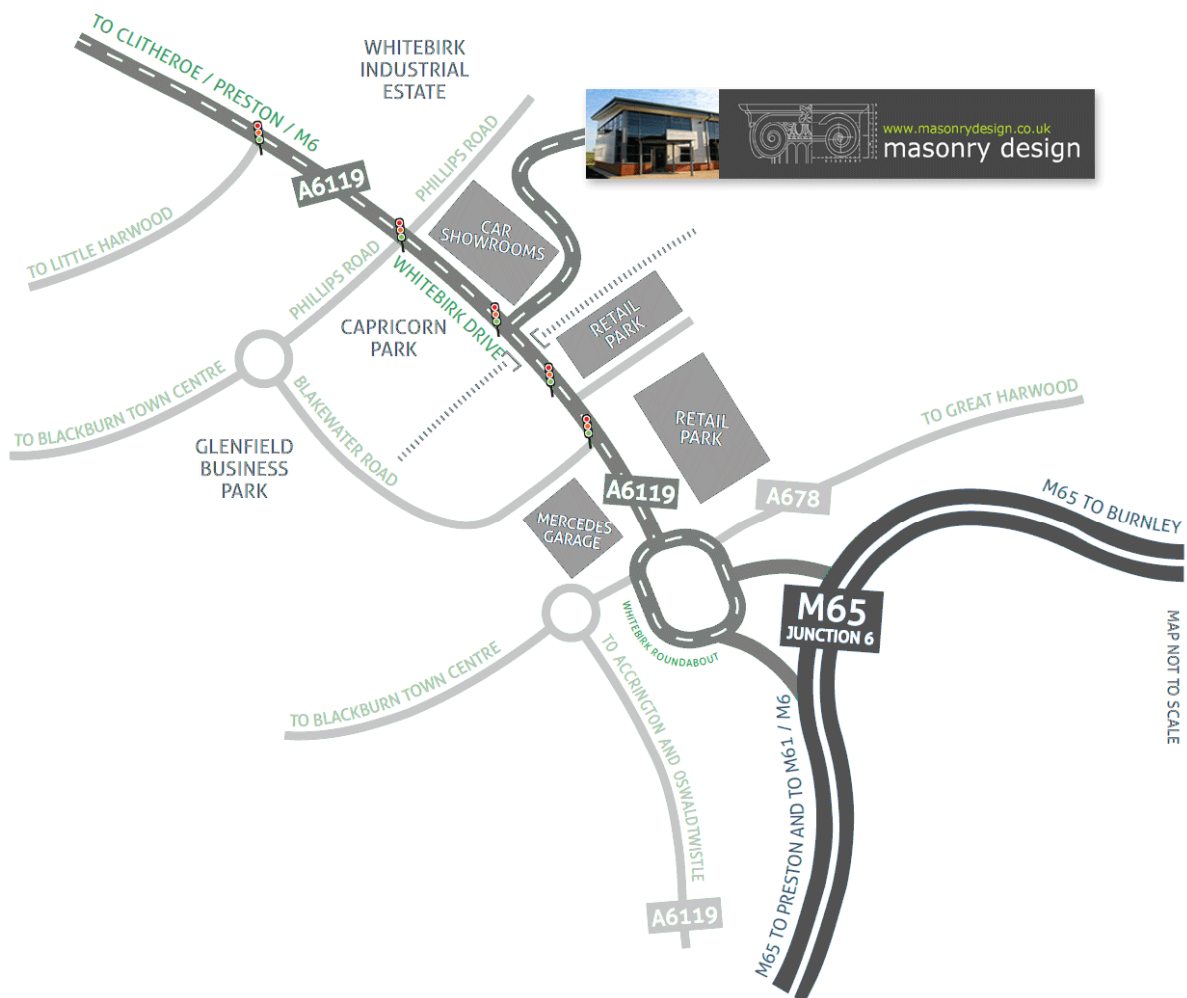 TO CLITHEROE / PRESTON / M6
WHITEBIRK
INDUSTRIAL
ESTATE
www.masonrydesign.co.uk
masonry design
A6119
PHILLIPS ROAD
TO LITTLE HARWOOD
CAR
SHOWROOMS
PHILLIPS ROAD
WHITEBIRK DRIVE
CAPRICORN
PARK
RETAIL
PARK
TO BLACKBURN TOWN CENTRE
BLAKEWATER ROAD
RETAIL
PARK
TO GREAT HARWOOD
GLENFIELD
BUSINESS
PARK
A6119
A678
M65 TO BURNLEY
MERCEDES
GARAGE
M65
JUNCTION 6
WHITEBIRK ROUNDABOUT
TO BLACKBURN TOWN CENTRE
TO ACCRINGTON AND OSWALDTWISTLE
M65 TO PRESTON AND TO M61 / M6
MAP NOT TO SCALE
A6119